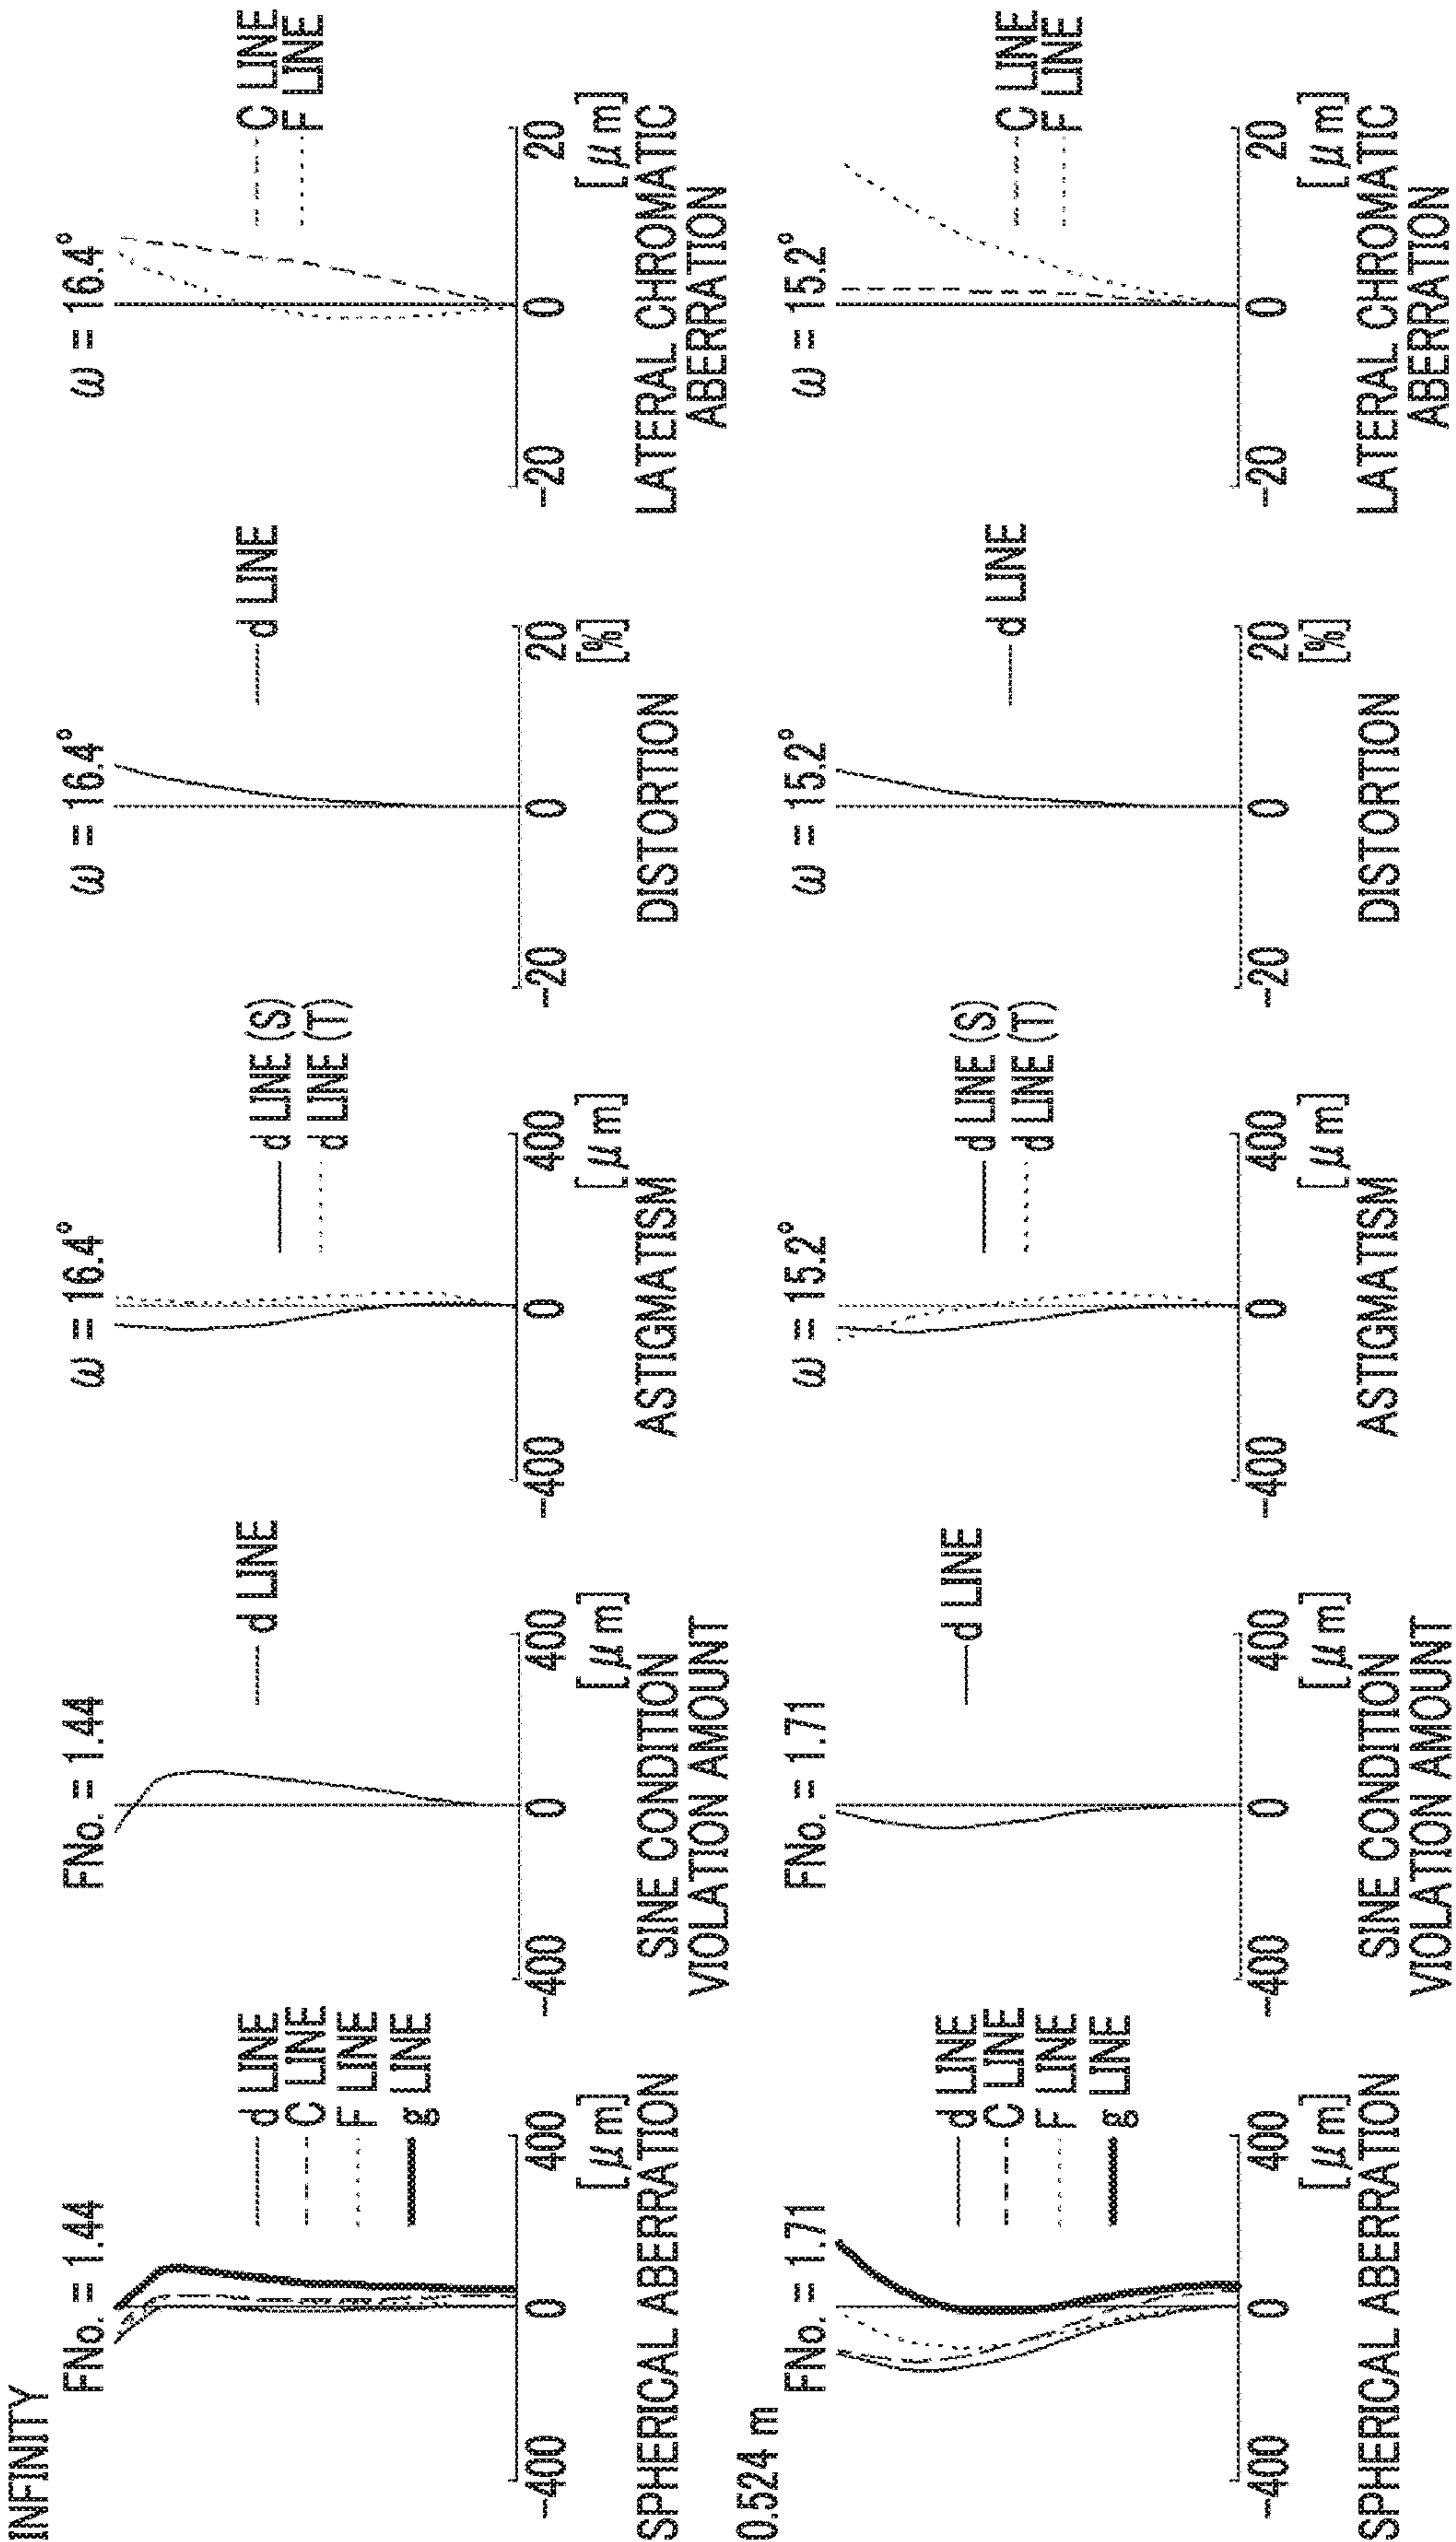 INFINITY
FNo. = 1.44
d LINE
C LINE
F LINE
g LINE
-400
0
400
[μm]
SPHERICAL ABERRATION
FNo. = 1.44
d LINE
-400
0
400
[μm]
SINE CONDITION
VIOLATION AMOUNT
ω = 16.4°
d LINE (S)
d LINE (T)
-400
0
400
[μm]
ASTIGMATISM
ω = 16.4°
d LINE
-20
0
20
[%]
DISTORTION
ω = 16.4°
C LINE
F LINE
-20
0
20
[μm]
LATERAL CHROMATIC
ABERRATION
0.524 m
FNo. = 1.71
d LINE
C LINE
F LINE
g LINE
-400
0
400
[μm]
SPHERICAL ABERRATION
FNo. = 1.71
d LINE
-400
0
400
[μm]
SINE CONDITION
VIOLATION AMOUNT
ω = 15.2°
d LINE (S)
d LINE (T)
-400
0
400
[μm]
ASTIGMATISM
ω = 15.2°
d LINE
-20
0
20
[%]
DISTORTION
ω = 15.2°
C LINE
F LINE
-20
0
20
[μm]
LATERAL CHROMATIC
ABERRATION